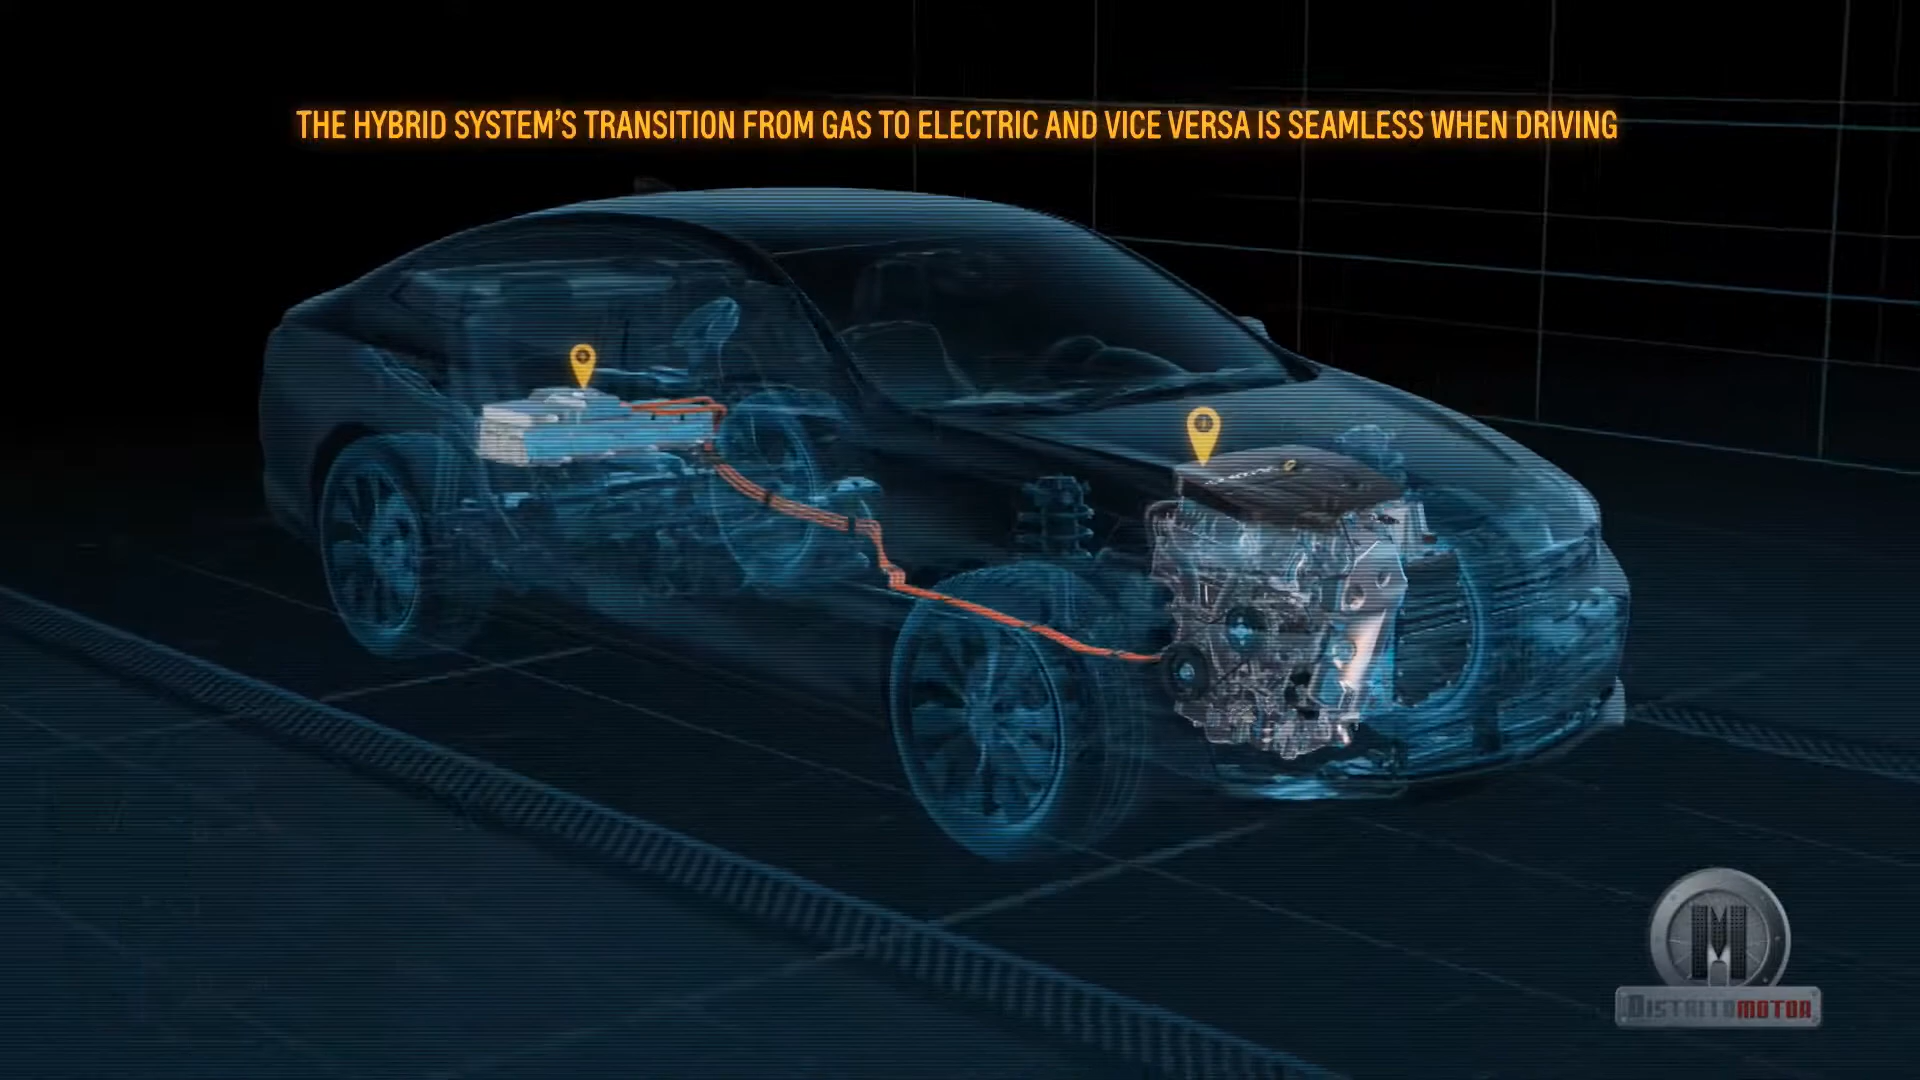 THE HYBRID SYSTEM'S TRANSITION FROM GAS TO ELECTRIC AND VICE VERSA IS SEAMLESS WHEN DRIVING
M
DISTRITOMOTOR